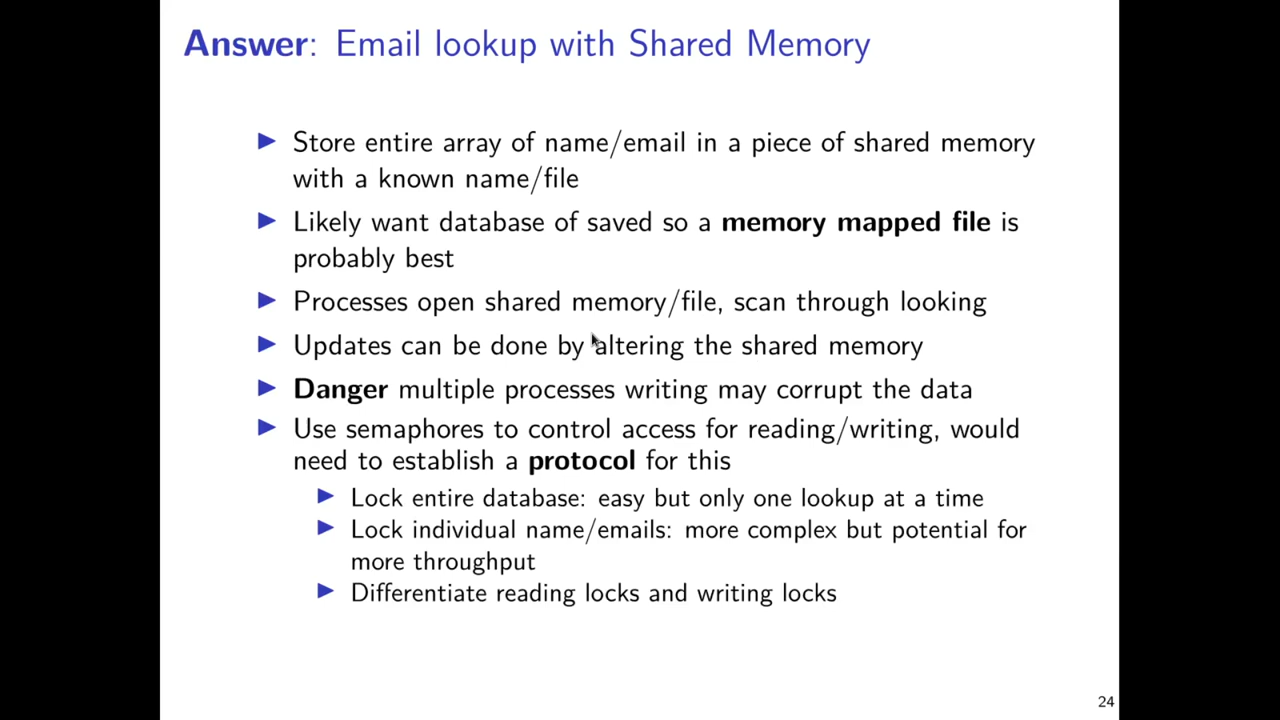 Answer: Email lookup with Shared Memory
▶ Store entire array of name/email in a piece of shared memory
with a known name/file
▶ Likely want database of saved so a memory mapped file is
probably best
▶ Processes open shared memory/file, scan through looking
▶ Updates can be done by altering the shared memory
▶ Danger multiple processes writing may corrupt the data
▶ Use semaphores to control access for reading/writing, would
need to establish a protocol for this
▶ Lock entire database: easy but only one lookup at a time
▶ Lock individual name/emails: more complex but potential for
more throughput
▶ Differentiate reading locks and writing locks
24